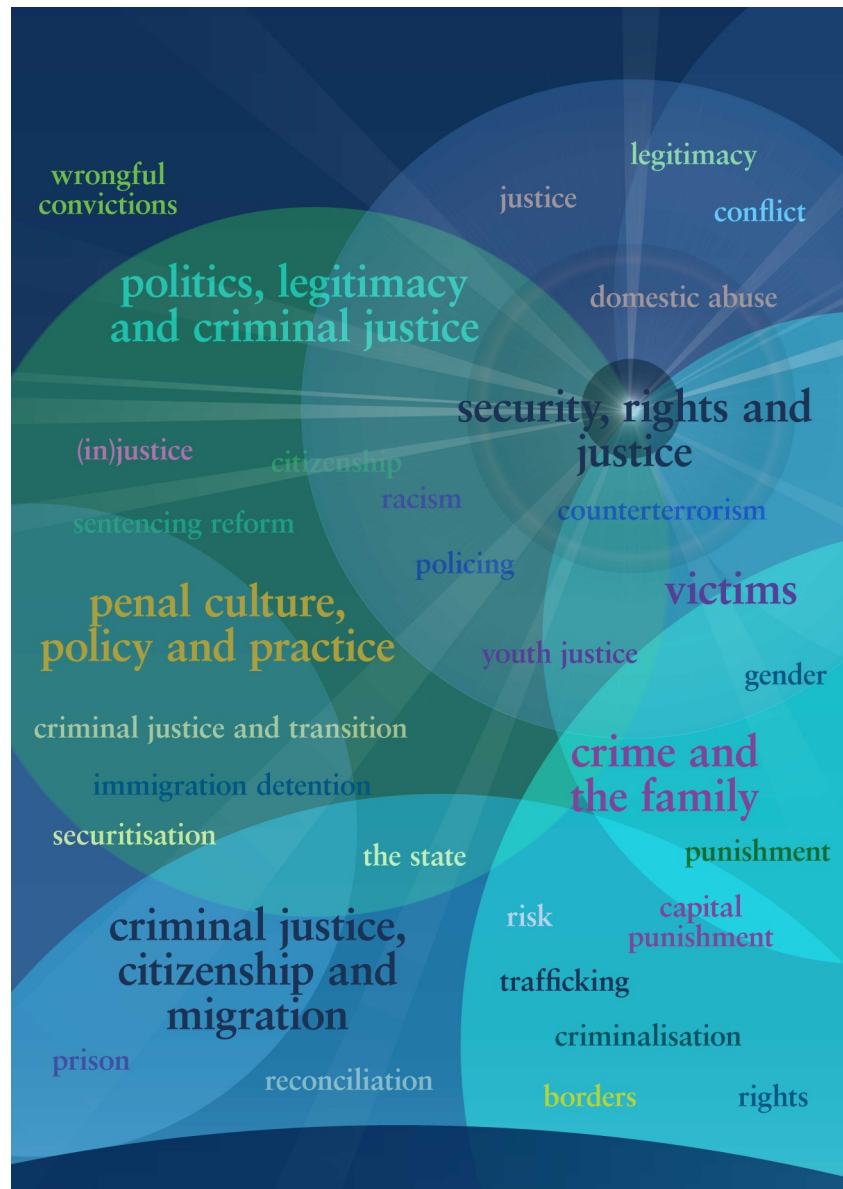 legitimacy
wrongful
convictions
justice
conflict
politics, legitimacy
and criminal justice
domestic abuse
security, rights and
justice
(in)justice
citizenship
racism
counterterrorism
sentencing reform
policing
victims
penal culture,
policy and practice
youth justice
gender
criminal justice and transition
crime and
the family
immigration detention
securitisation
the state
punishment
criminal justice,
citizenship and
migration
risk
capital
punishment
trafficking
criminalisation
prison
reconciliation
borders
rights